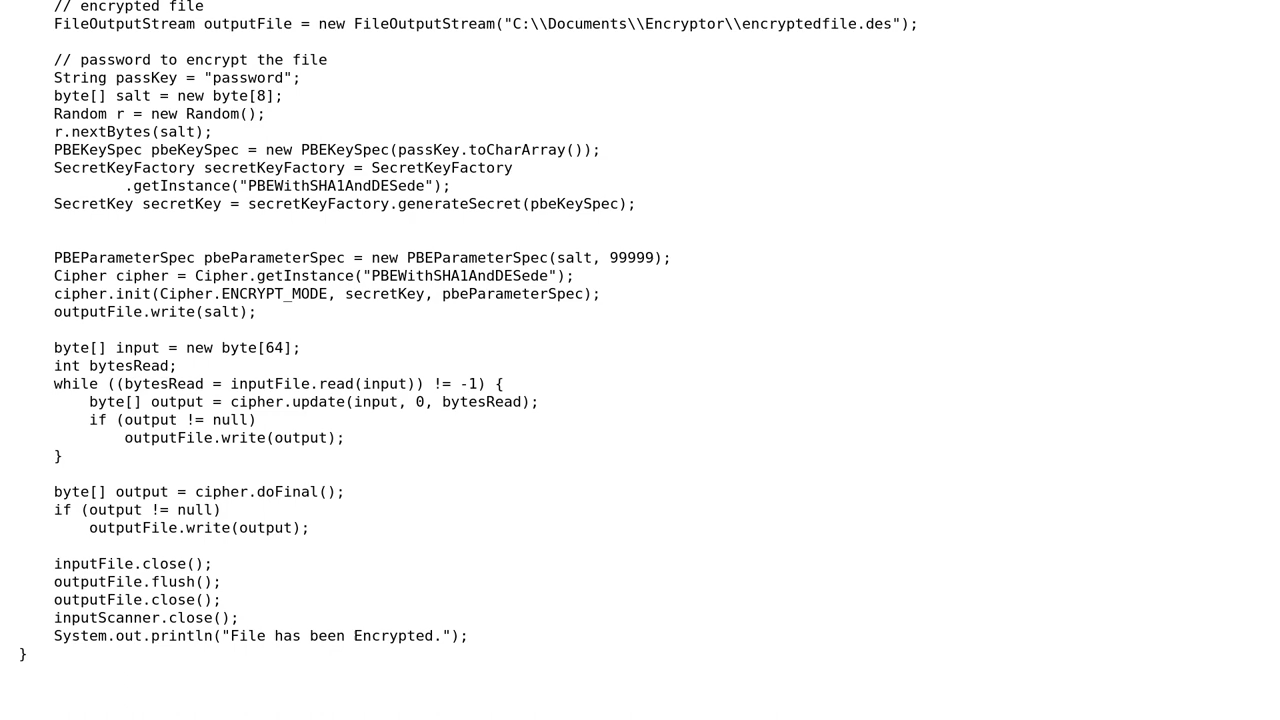 // encrypted file
FileOutputStream outputFile = new FileOutputStream("C:\\Documents\\Encryptor\\encryptedfile.des");
// password to encrypt the file
String passKey = "password";
byte[] salt = new byte[8];
Random r = new Random();
r.nextBytes(salt);
PBEKeySpec pbeKeySpec = new PBEKeySpec(passKey.toCharArray());
SecretKeyFactory secretKeyFactory = SecretKeyFactory
        .getInstance("PBEWithSHA1AndDESede");
SecretKey secretKey = secretKeyFactory.generateSecret(pbeKeySpec);
PBEParameterSpec pbeParameterSpec = new PBEParameterSpec(salt, 99999);
Cipher cipher = Cipher.getInstance("PBEWithSHA1AndDESede");
cipher.init(Cipher.ENCRYPT_MODE, secretKey, pbeParameterSpec);
outputFile.write(salt);
byte[] input = new byte[64];
int bytesRead;
while ((bytesRead = inputFile.read(input)) != -1) {
    byte[] output = cipher.update(input, 0, bytesRead);
    if (output != null)
        outputFile.write(output);
}
byte[] output = cipher.doFinal();
if (output != null)
    outputFile.write(output);
inputFile.close();
outputFile.flush();
outputFile.close();
inputScanner.close();
System.out.println("File has been Encrypted.");
}